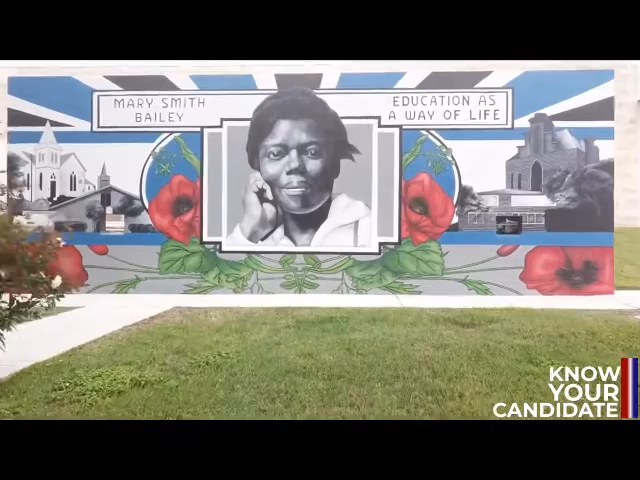 MARY SMITH
BAILEY
EDUCATION AS
A WAY OF LIFE
KNOW
YOUR
CANDIDATE